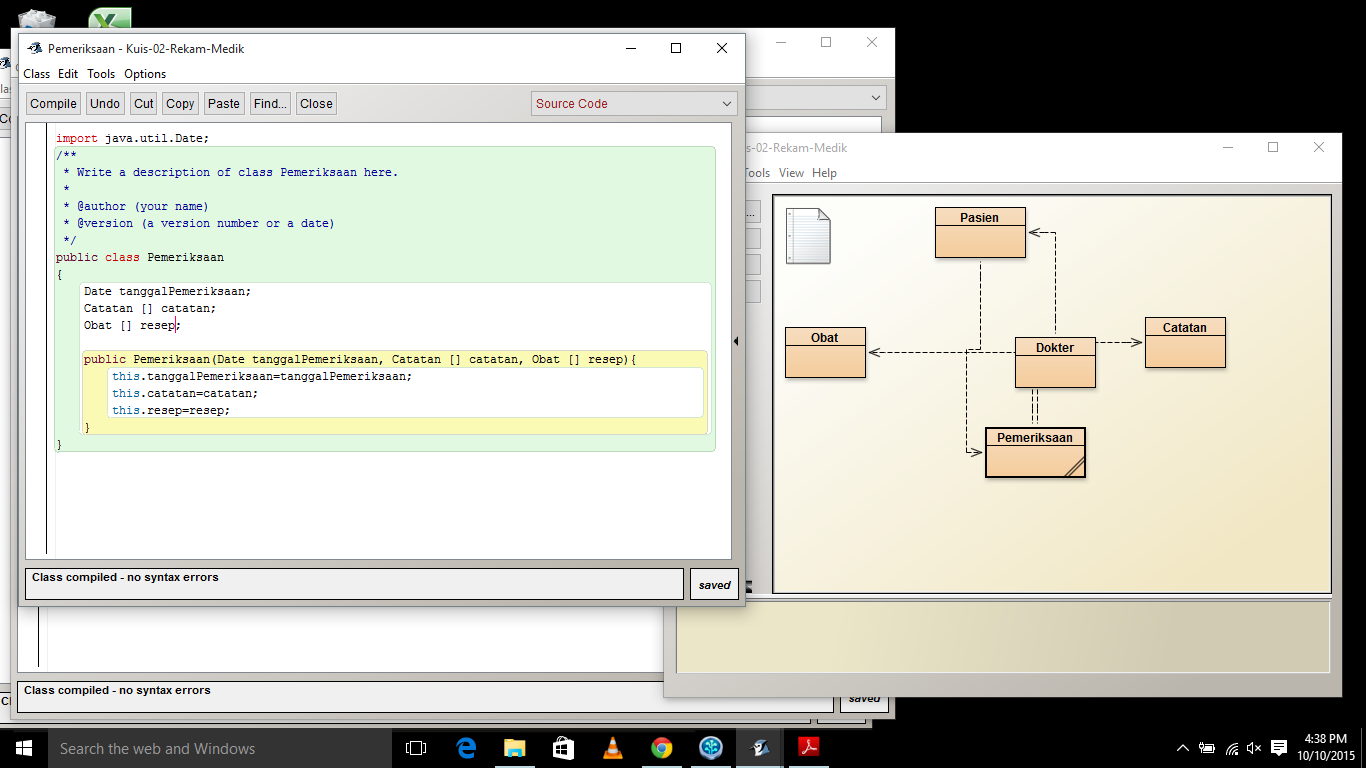 Pemeriksaan - Kuis-02-Rekam-Medik
Class Edit Tools Options
Compile Undo Cut Copy Paste Find... Close Source Code
import java.util.Date;
/**
 * Write a description of class Pemeriksaan here.
 *
 * @author (your name)
 * @version (a version number or a date)
 */
public class Pemeriksaan
{
Date tanggalPemeriksaan;
Catatan [] catatan;
Obat [] resep;
public Pemeriksaan(Date tanggalPemeriksaan, Catatan [] catatan, Obat [] resep){
this.tanggalPemeriksaan=tanggalPemeriksaan;
this.catatan=catatan;
this.resep=resep;
}
}
Class compiled - no syntax errors
saved
s-02-Rekam-Medik
Tools View Help
...
Pasien
Catatan
Obat
Dokter
Pemeriksaan
Class compiled - no syntax errors
saved
Search the web and Windows
4:38 PM
10/10/2015